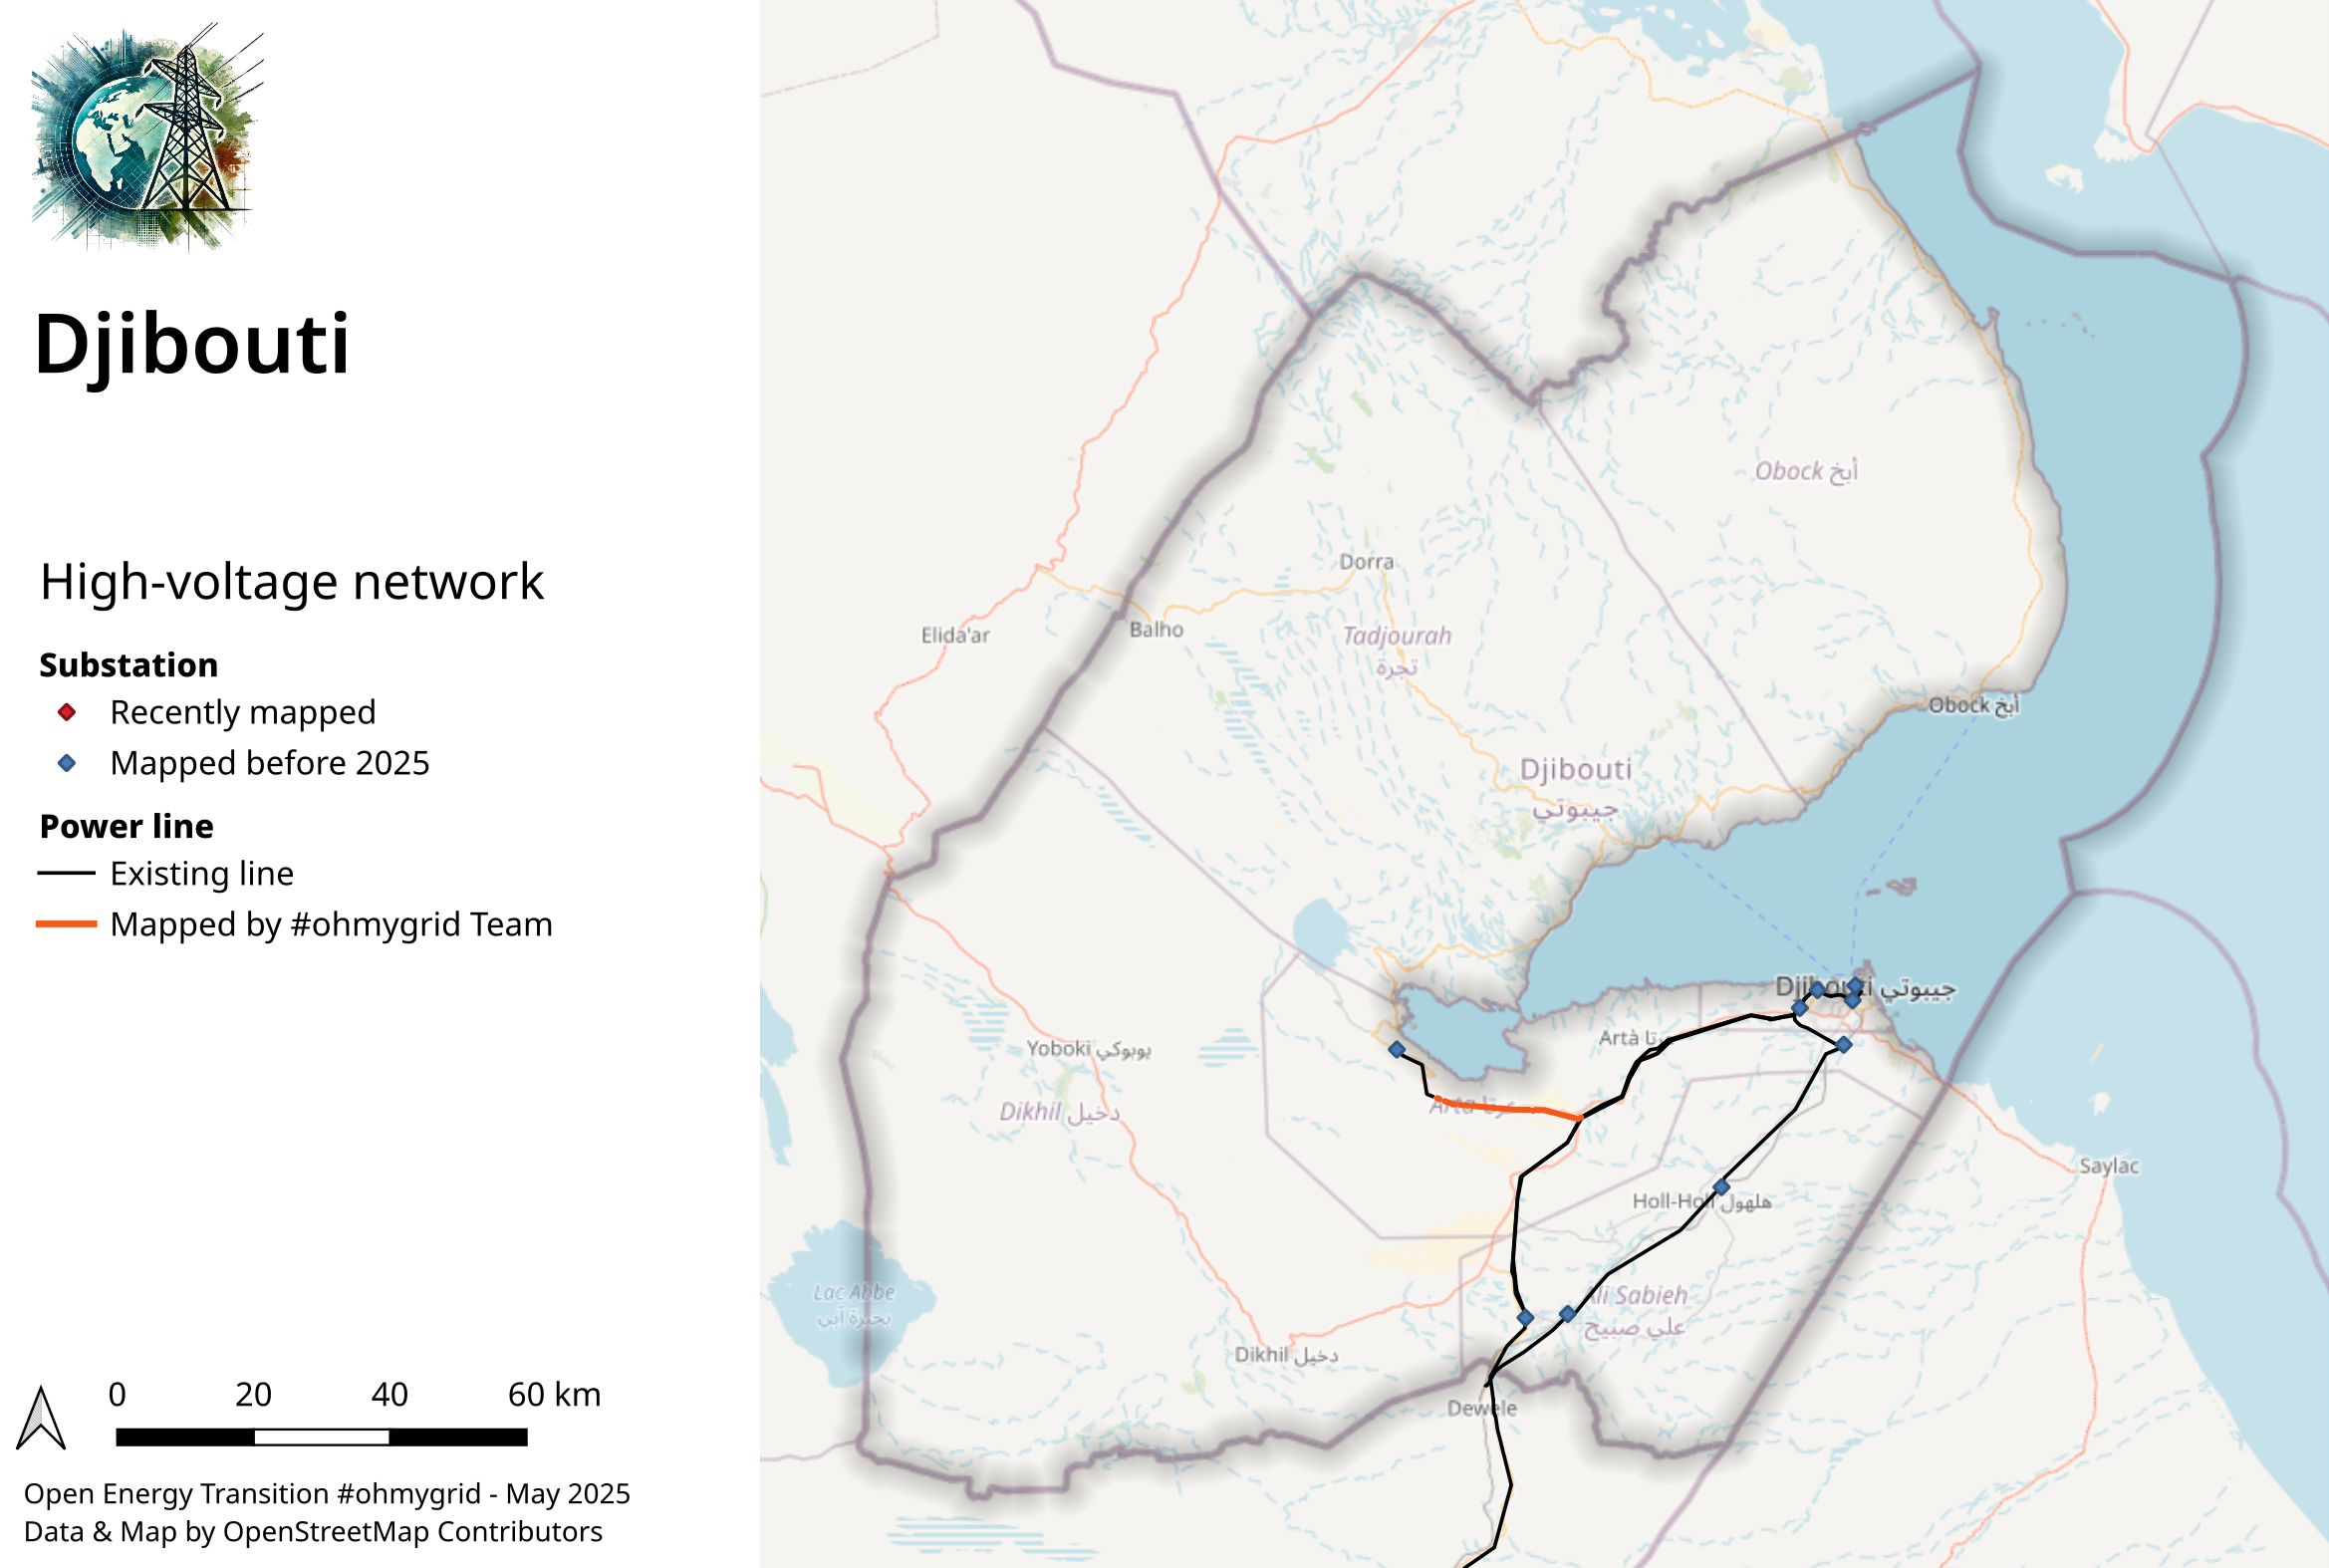 Djibouti
High-voltage network
Substation
Recently mapped
Mapped before 2025
Power line
Existing line
Mapped by #ohmygrid Team
0 20 40 60 km
Open Energy Transition #ohmygrid - May 2025
Data & Map by OpenStreetMap Contributors
Obock أبخ
Dorra
Elida'ar
Balho
Tadjourah
تجرة
Obock أبخ
Djibouti
جيبوتي
Djibouti جيبوتي
Artà عرتا
Yoboki يوبوكي
Arta عرتا
Dikhil دخيل
Saylac
Holl-Holl هلهول
Lac Abbe
بحيرة آبي
Ali Sabieh
علي صبيح
Dikhil دخيل
Dewele